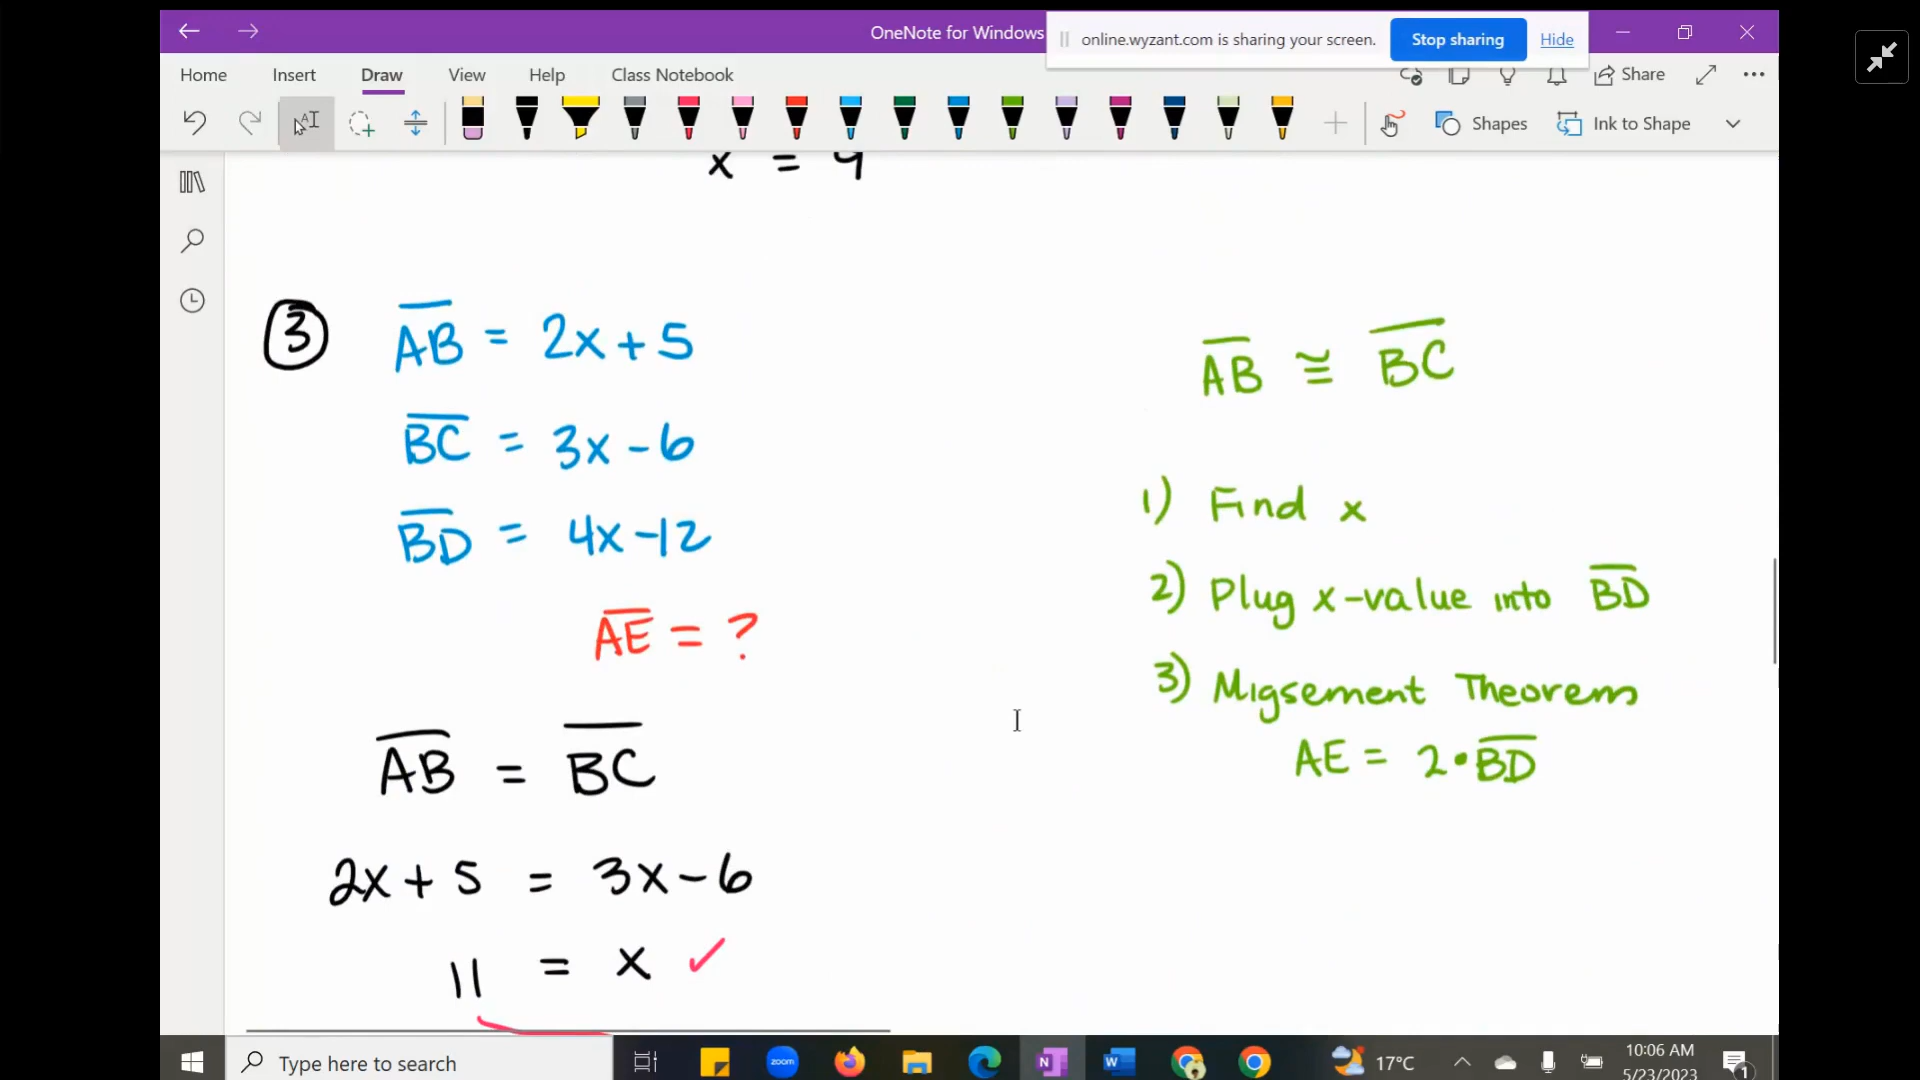 OneNote for Windows
online.wyzant.com is sharing your screen.
Stop sharing
Hide
Home Insert Draw View Help Class Notebook
Share
Shapes
Ink to Shape
x = 9
3
AB = 2x + 5
BC = 3x - 6
BD = 4x - 12
AE = ?
AB = BC
2x + 5 = 3x - 6
11 = x ✓
AB ≅ BC
1) Find x
2) Plug x-value into BD
3) Migsement Theorem
AE = 2 • BD
Type here to search
zoom
17°C
10:06 AM
5/23/2023
1